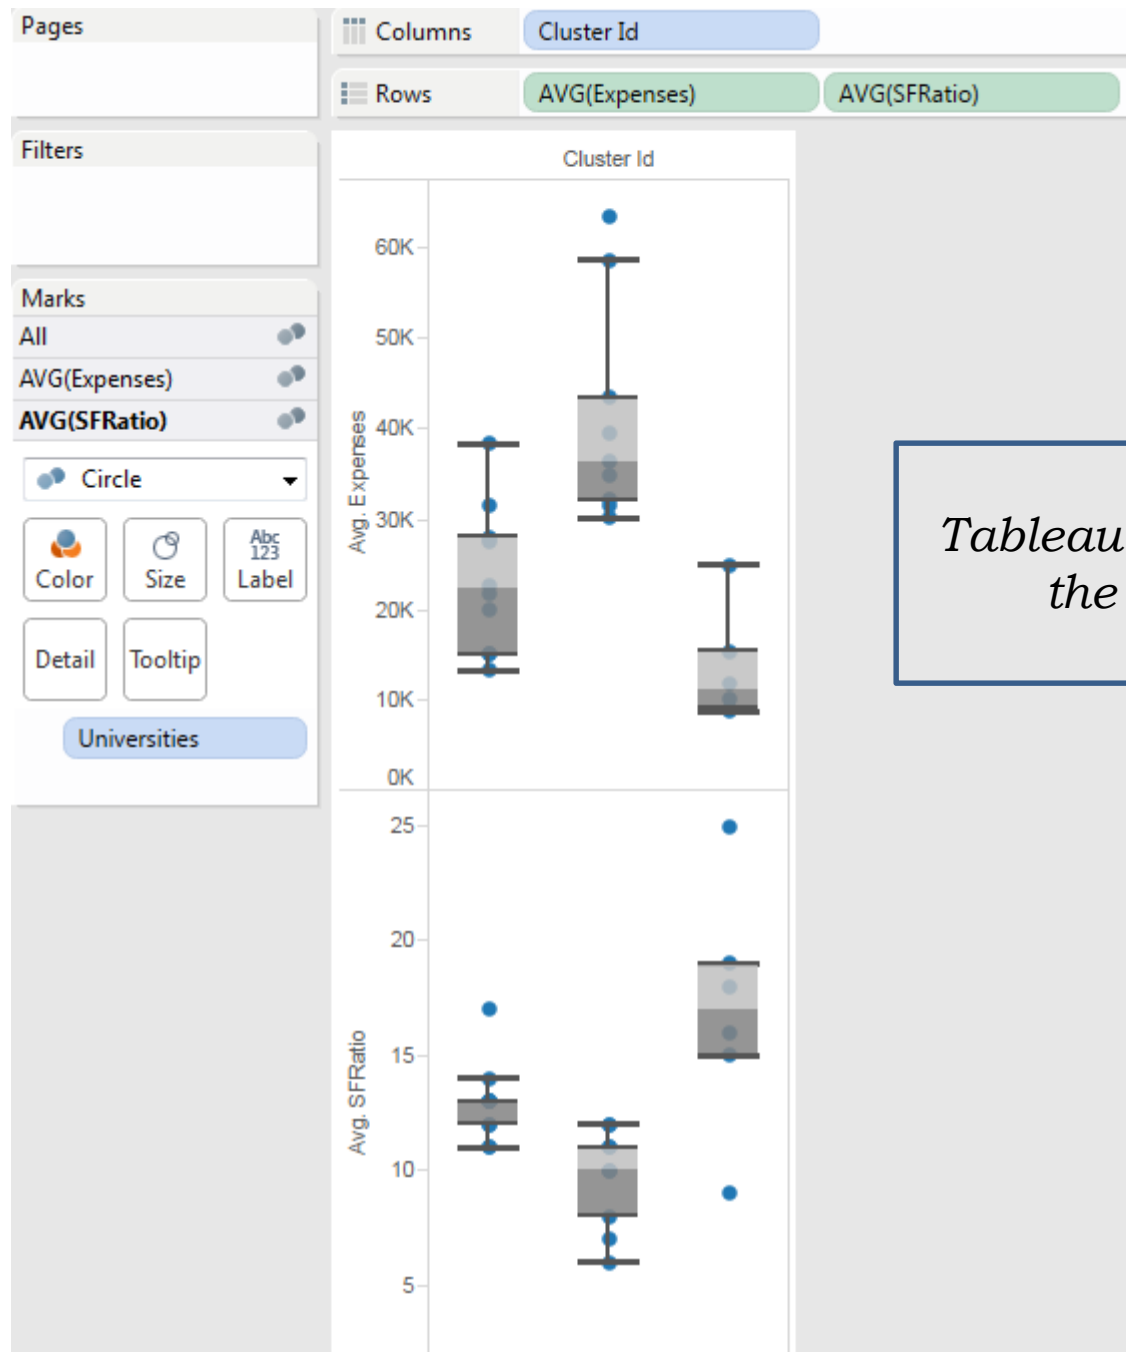 Pages
Columns
Cluster Id
Rows
AVG(Expenses)
AVG(SFRatio)
Filters
Marks
All
AVG(Expenses)
AVG(SFRatio)
Circle
Color
Size
Abc
123
Label
Detail
Tooltip
Universities
Cluster Id
60K
50K
40K
30K
20K
10K
0K
Avg. Expenses
25
20
15
10
5
Avg. SFRatio
Tableau
the